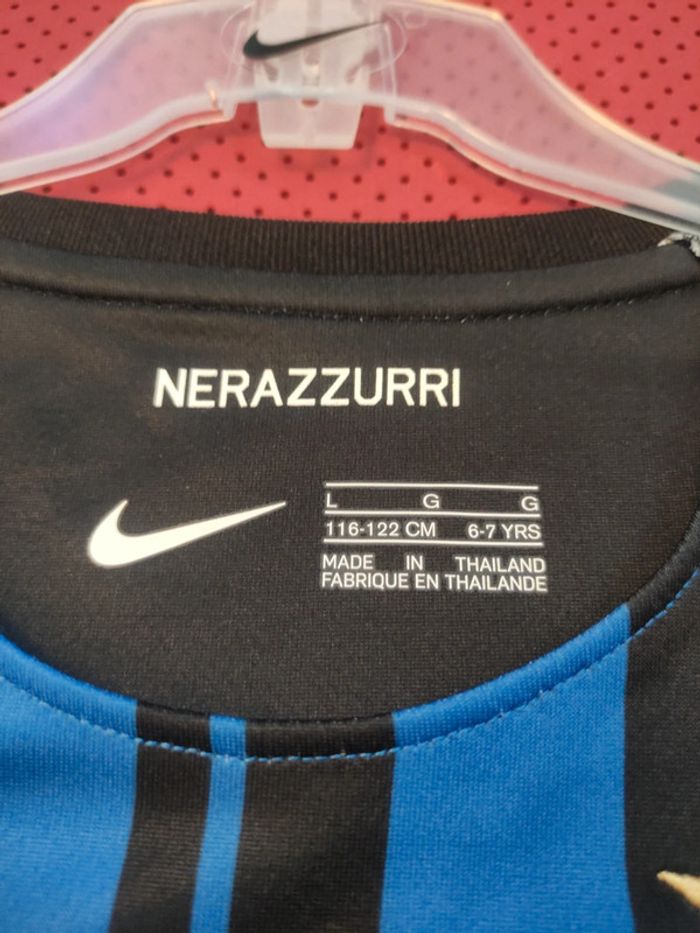 NERAZZURRI
L G G
116-122 CM 6-7 YRS
MADE IN THAILAND
FABRIQUE EN THAILANDE